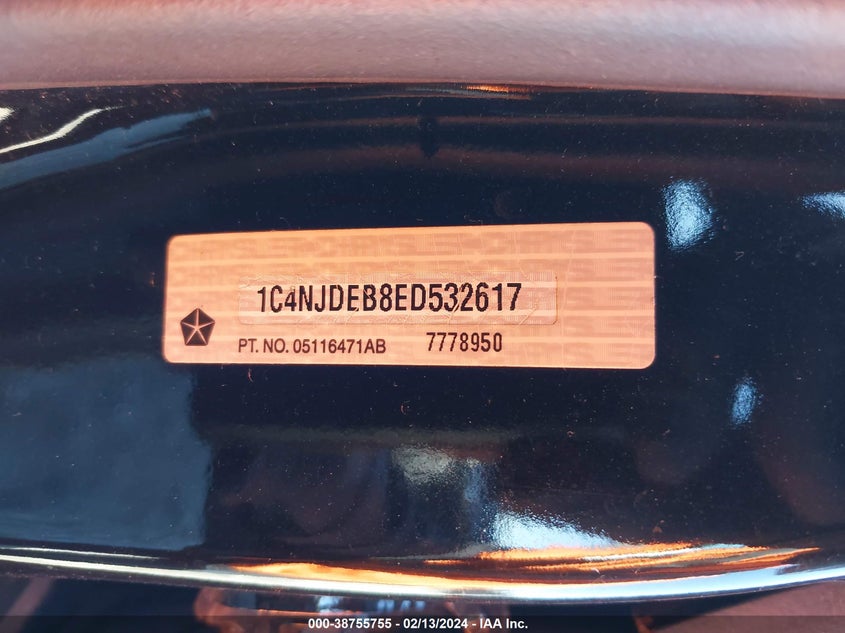 1C4NJDEB8ED532617
PT. NO. 05116471AB 7778950
000-38755755 - 02/13/2024 - IAA Inc.